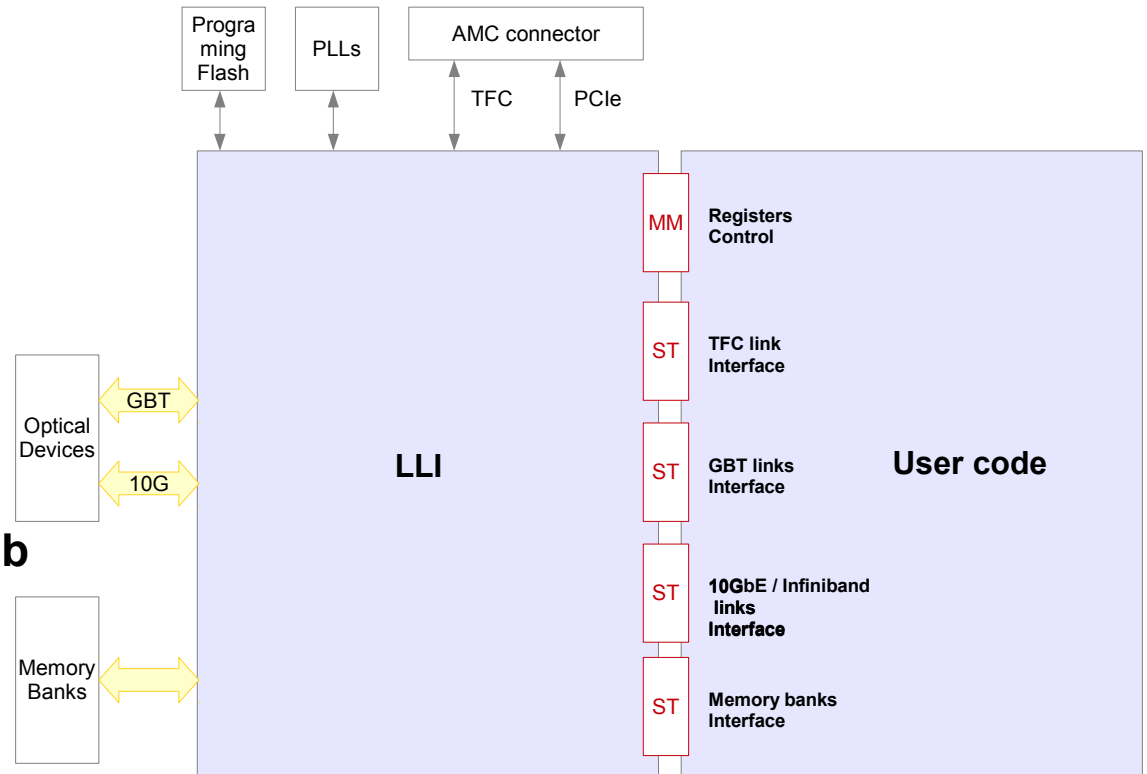 Progra
ming
Flash
PLLs
AMC connector
TFC
PCIe
MM
Registers
Control
ST
TFC link
Interface
GBT
Optical
Devices
10G
LLI
ST
GBT links
Interface
User code
b
ST
10GbE / Infiniband
links
Interface
Memory
Banks
ST
Memory banks
Interface